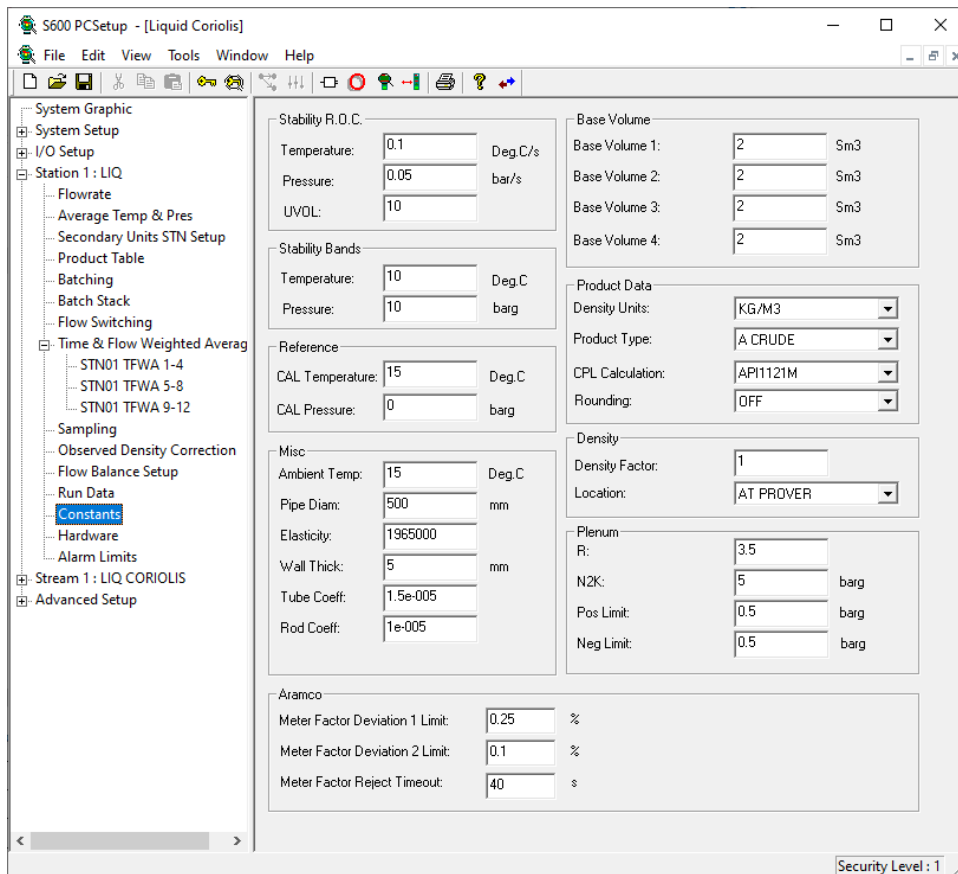 S600 PCSetup - [Liquid Coriolis]
File Edit View Tools Window Help
System Graphic
System Setup
I/O Setup
Station 1 : LIQ
Flowrate
Average Temp & Pres
Secondary Units STN Setup
Product Table
Batching
Batch Stack
Flow Switching
Time & Flow Weighted Averag
STN01 TFWA 1-4
STN01 TFWA 5-8
STN01 TFWA 9-12
Sampling
Observed Density Correction
Flow Balance Setup
Run Data
Constants
Hardware
Alarm Limits
Stream 1 : LIQ CORIOLIS
Advanced Setup
Stability R.O.C.
Temperature: 0.1 Deg.C/s
Pressure: 0.05 bar/s
UVOL: 10
Stability Bands
Temperature: 10 Deg.C
Pressure: 10 barg
Reference
CAL Temperature: 15 Deg.C
CAL Pressure: 0 barg
Misc
Ambient Temp: 15 Deg.C
Pipe Diam: 500 mm
Elasticity: 1965000
Wall Thick: 5 mm
Tube Coeff: 1.5e-005
Rod Coeff: 1e-005
Base Volume
Base Volume 1: 2 Sm3
Base Volume 2: 2 Sm3
Base Volume 3: 2 Sm3
Base Volume 4: 2 Sm3
Product Data
Density Units: KG/M3
Product Type: A CRUDE
CPL Calculation: API1121M
Rounding: OFF
Density
Density Factor: 1
Location: AT PROVER
Plenum
R: 3.5
N2K: 5 barg
Pos Limit: 0.5 barg
Neg Limit: 0.5 barg
Aramco
Meter Factor Deviation 1 Limit: 0.25 %
Meter Factor Deviation 2 Limit: 0.1 %
Meter Factor Reject Timeout: 40 s
Security Level : 1